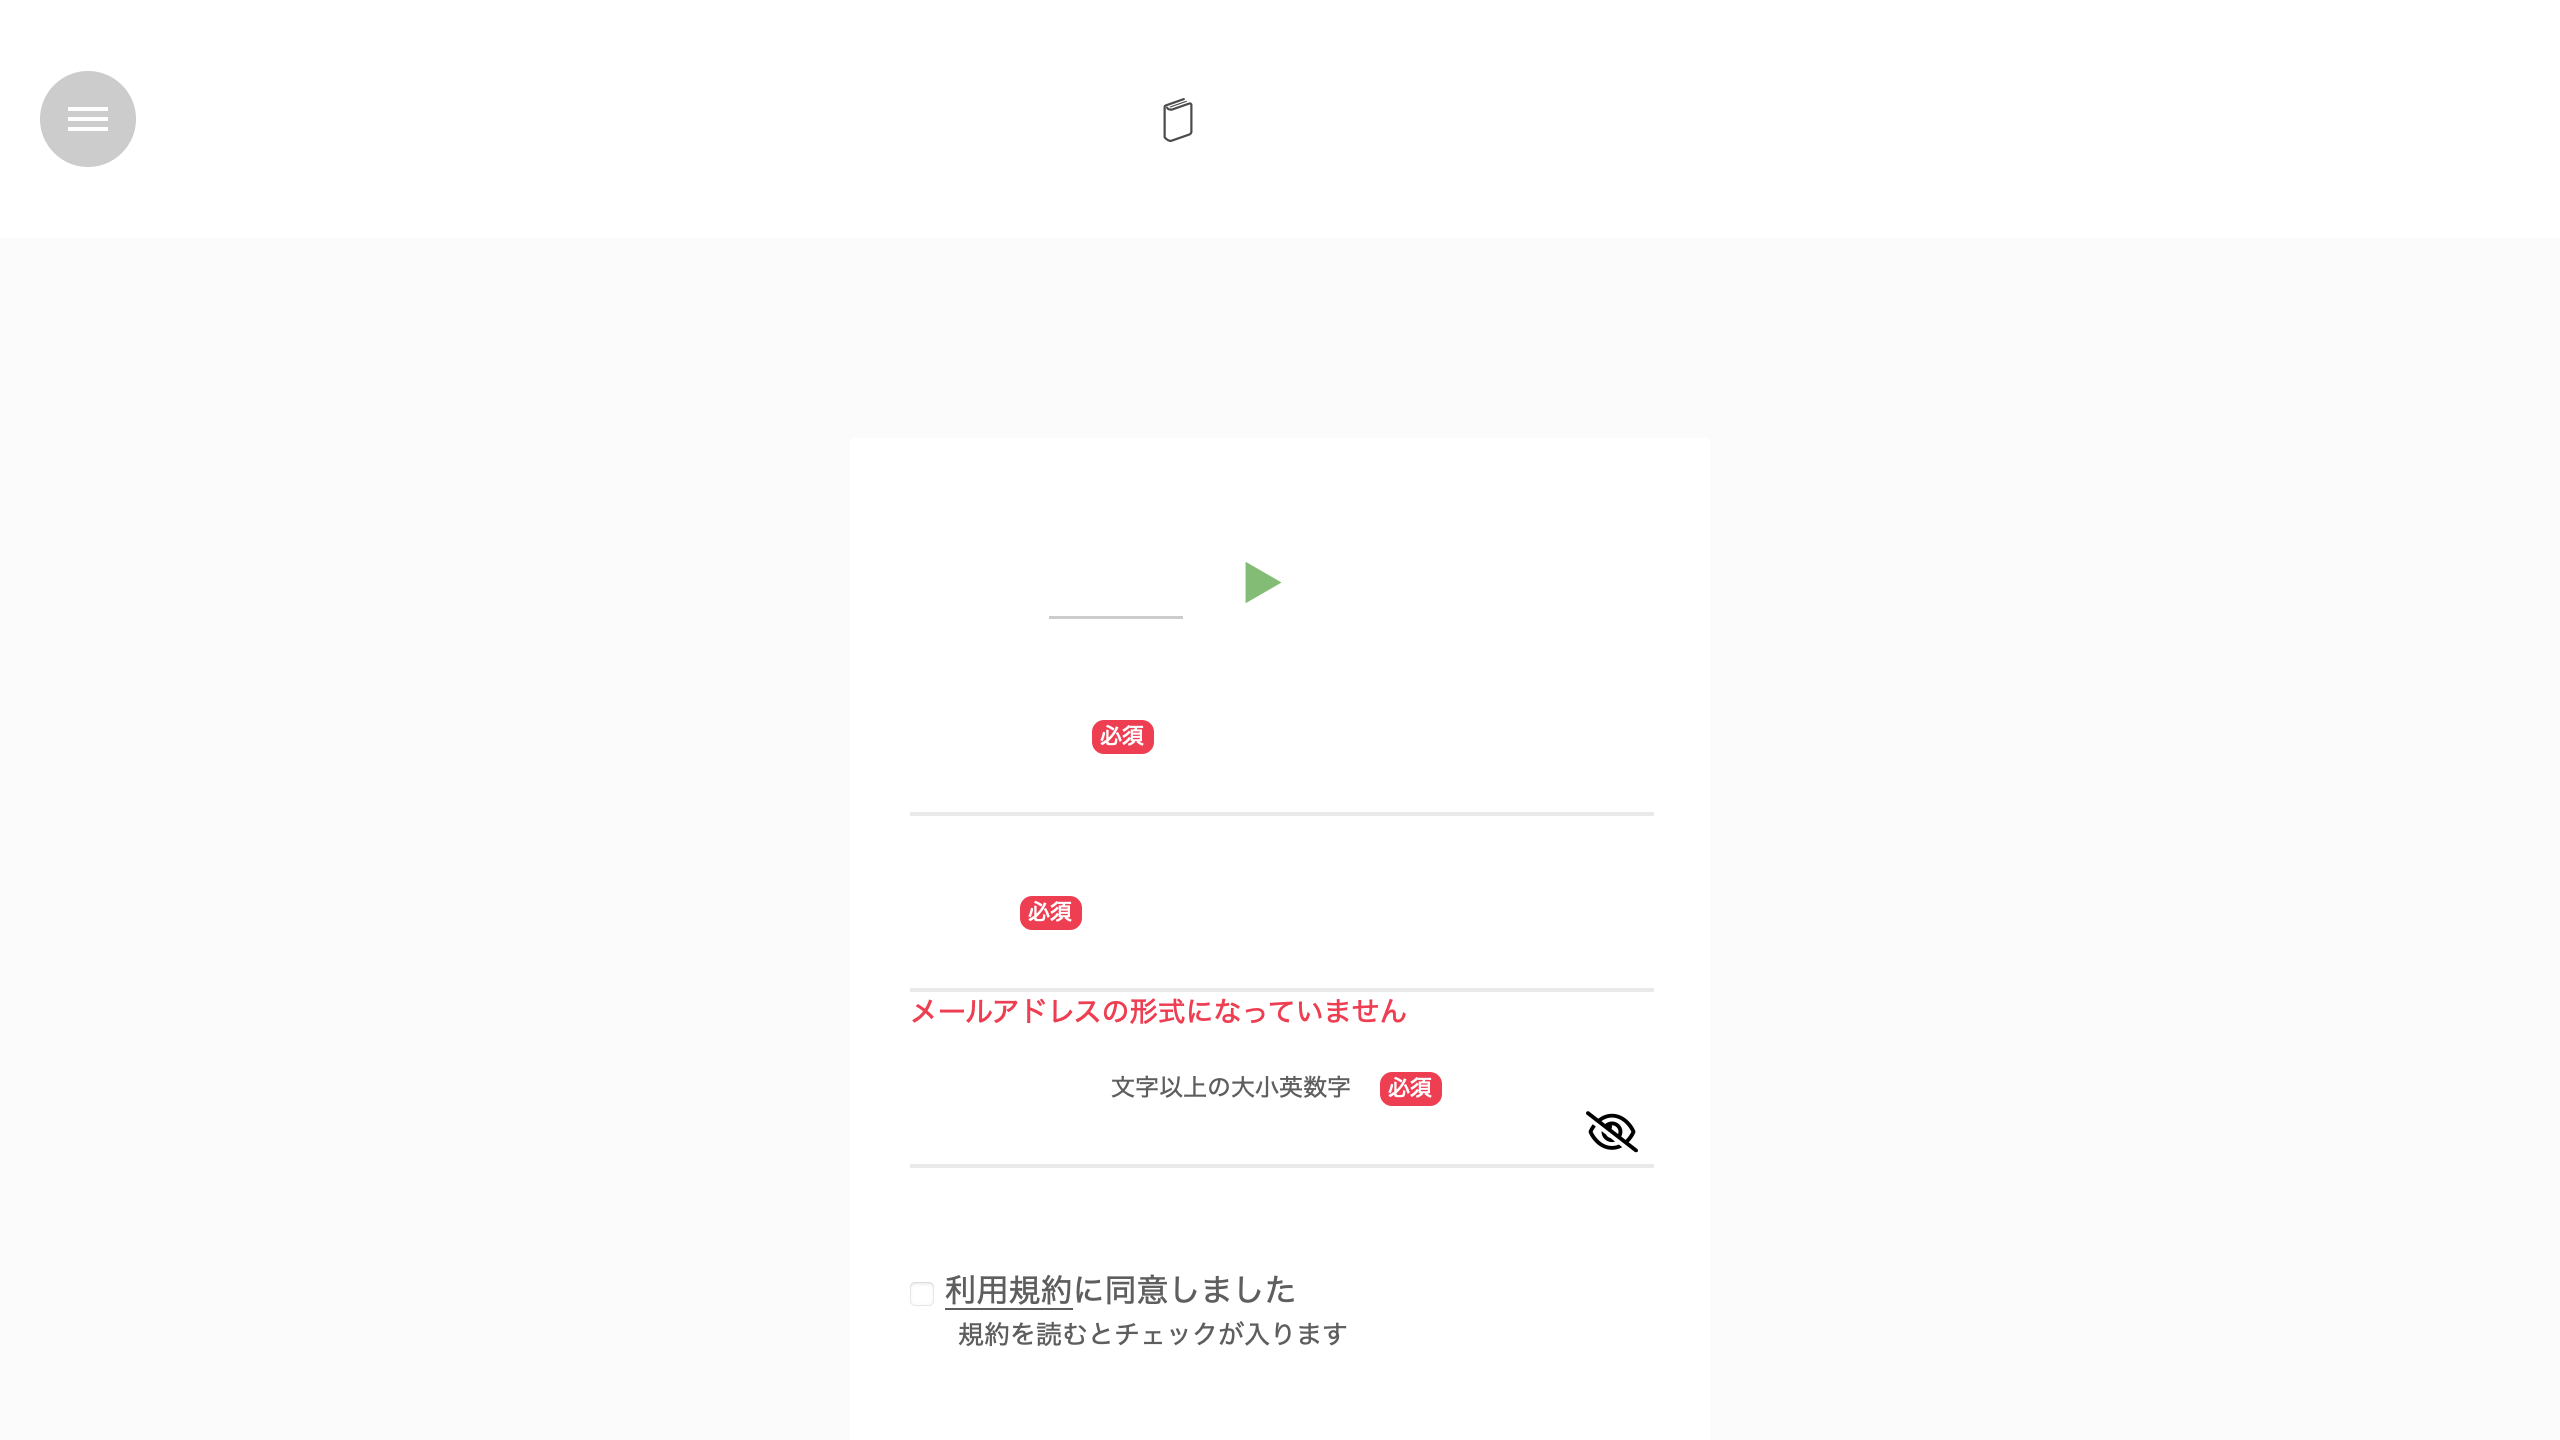 必須
必須
メールアドレスの形式になっていません
文字以上の大小英数字 必須
利用規約に同意しました
規約を読むとチェックが入ります